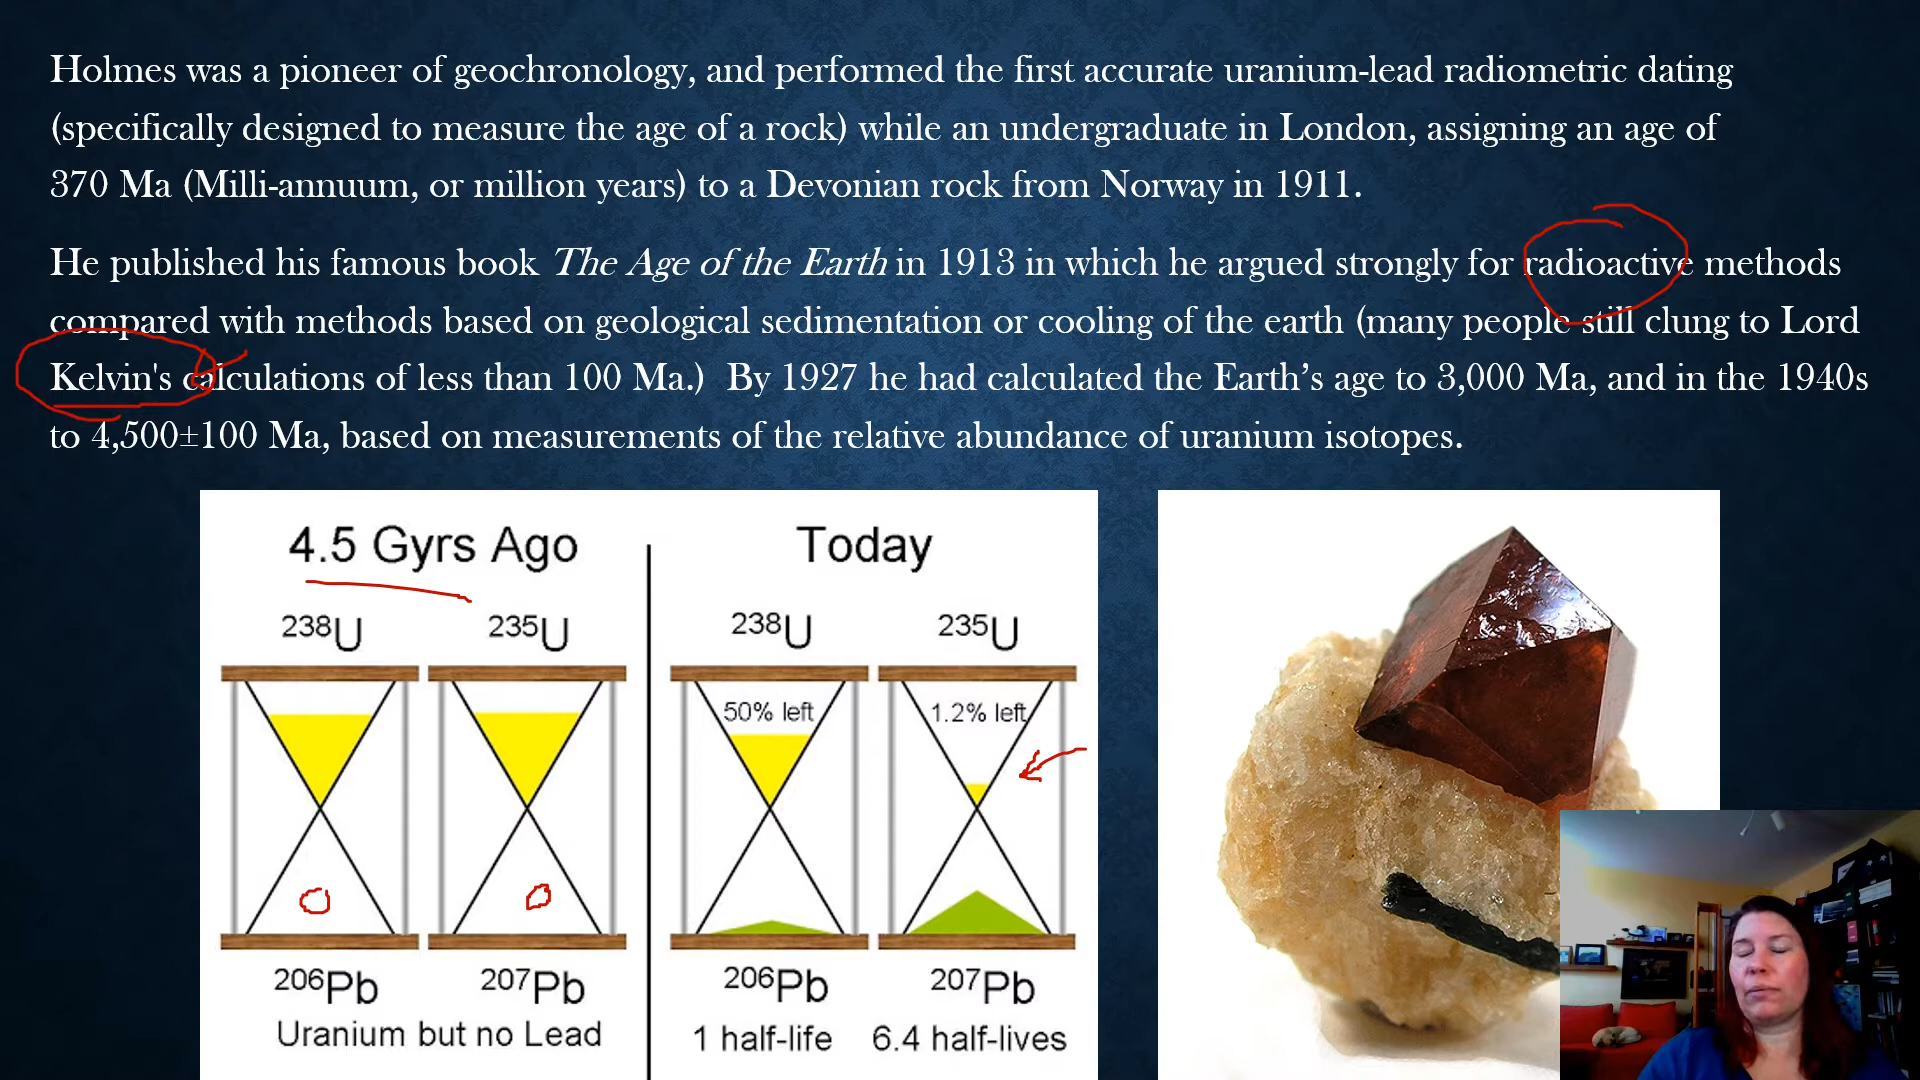 Holmes was a pioneer of geochronology, and performed the first accurate uranium-lead radiometric dating
(specifically designed to measure the age of a rock) while an undergraduate in London, assigning an age of
370 Ma (Milli-annuum, or million years) to a Devonian rock from Norway in 1911.
He published his famous book The Age of the Earth in 1913 in which he argued strongly for radioactive methods
compared with methods based on geological sedimentation or cooling of the earth (many people still clung to Lord
Kelvin's calculations of less than 100 Ma.) By 1927 he had calculated the Earth’s age to 3,000 Ma, and in the 1940s
to 4,500±100 Ma, based on measurements of the relative abundance of uranium isotopes.
4.5 Gyrs Ago
Today
²³⁸U ²³⁵U
²³⁸U ²³⁵U
50% left 1.2% left
²⁰⁶Pb ²⁰⁷Pb
²⁰⁶Pb ²⁰⁷Pb
Uranium but no Lead
1 half-life 6.4 half-lives